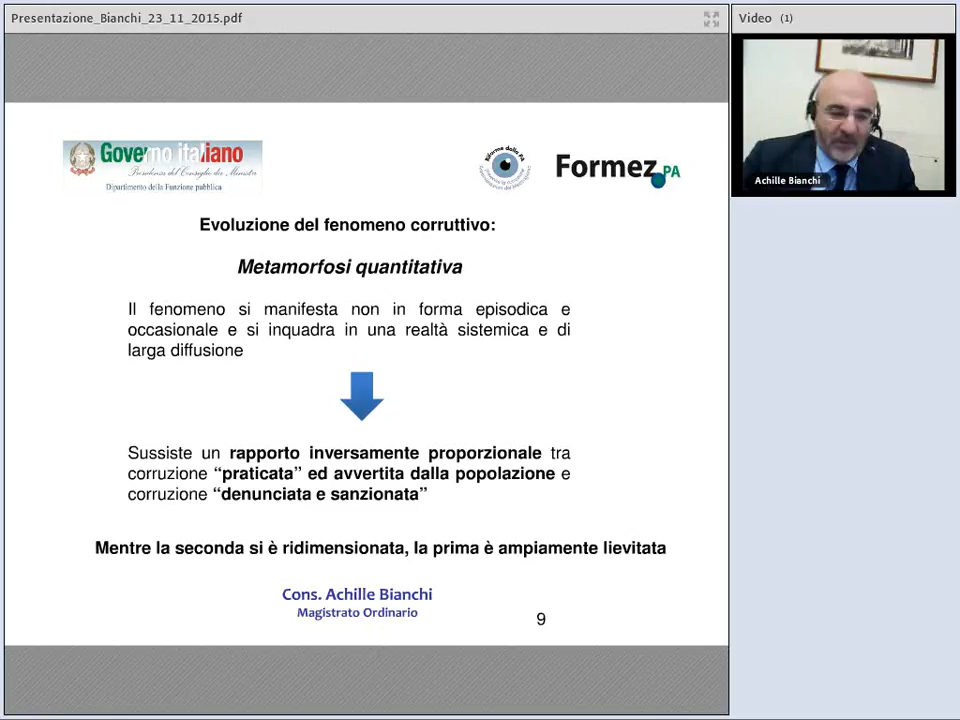 Presentazione_Bianchi_23_11_2015.pdf
Video (1)
Achille Bianchi
Governo italiano
Presidenza del Consiglio dei Ministri
Dipartimento della Funzione pubblica
Riforma della PA
Formez PA
Evoluzione del fenomeno corruttivo:
Metamorfosi quantitativa
Il fenomeno si manifesta non in forma episodica e
occasionale e si inquadra in una realtà sistemica e di
larga diffusione
Sussiste un rapporto inversamente proporzionale tra
corruzione “praticata” ed avvertita dalla popolazione e
corruzione “denunciata e sanzionata”
Mentre la seconda si è ridimensionata, la prima è ampiamente lievitata
Cons. Achille Bianchi
Magistrato Ordinario
9